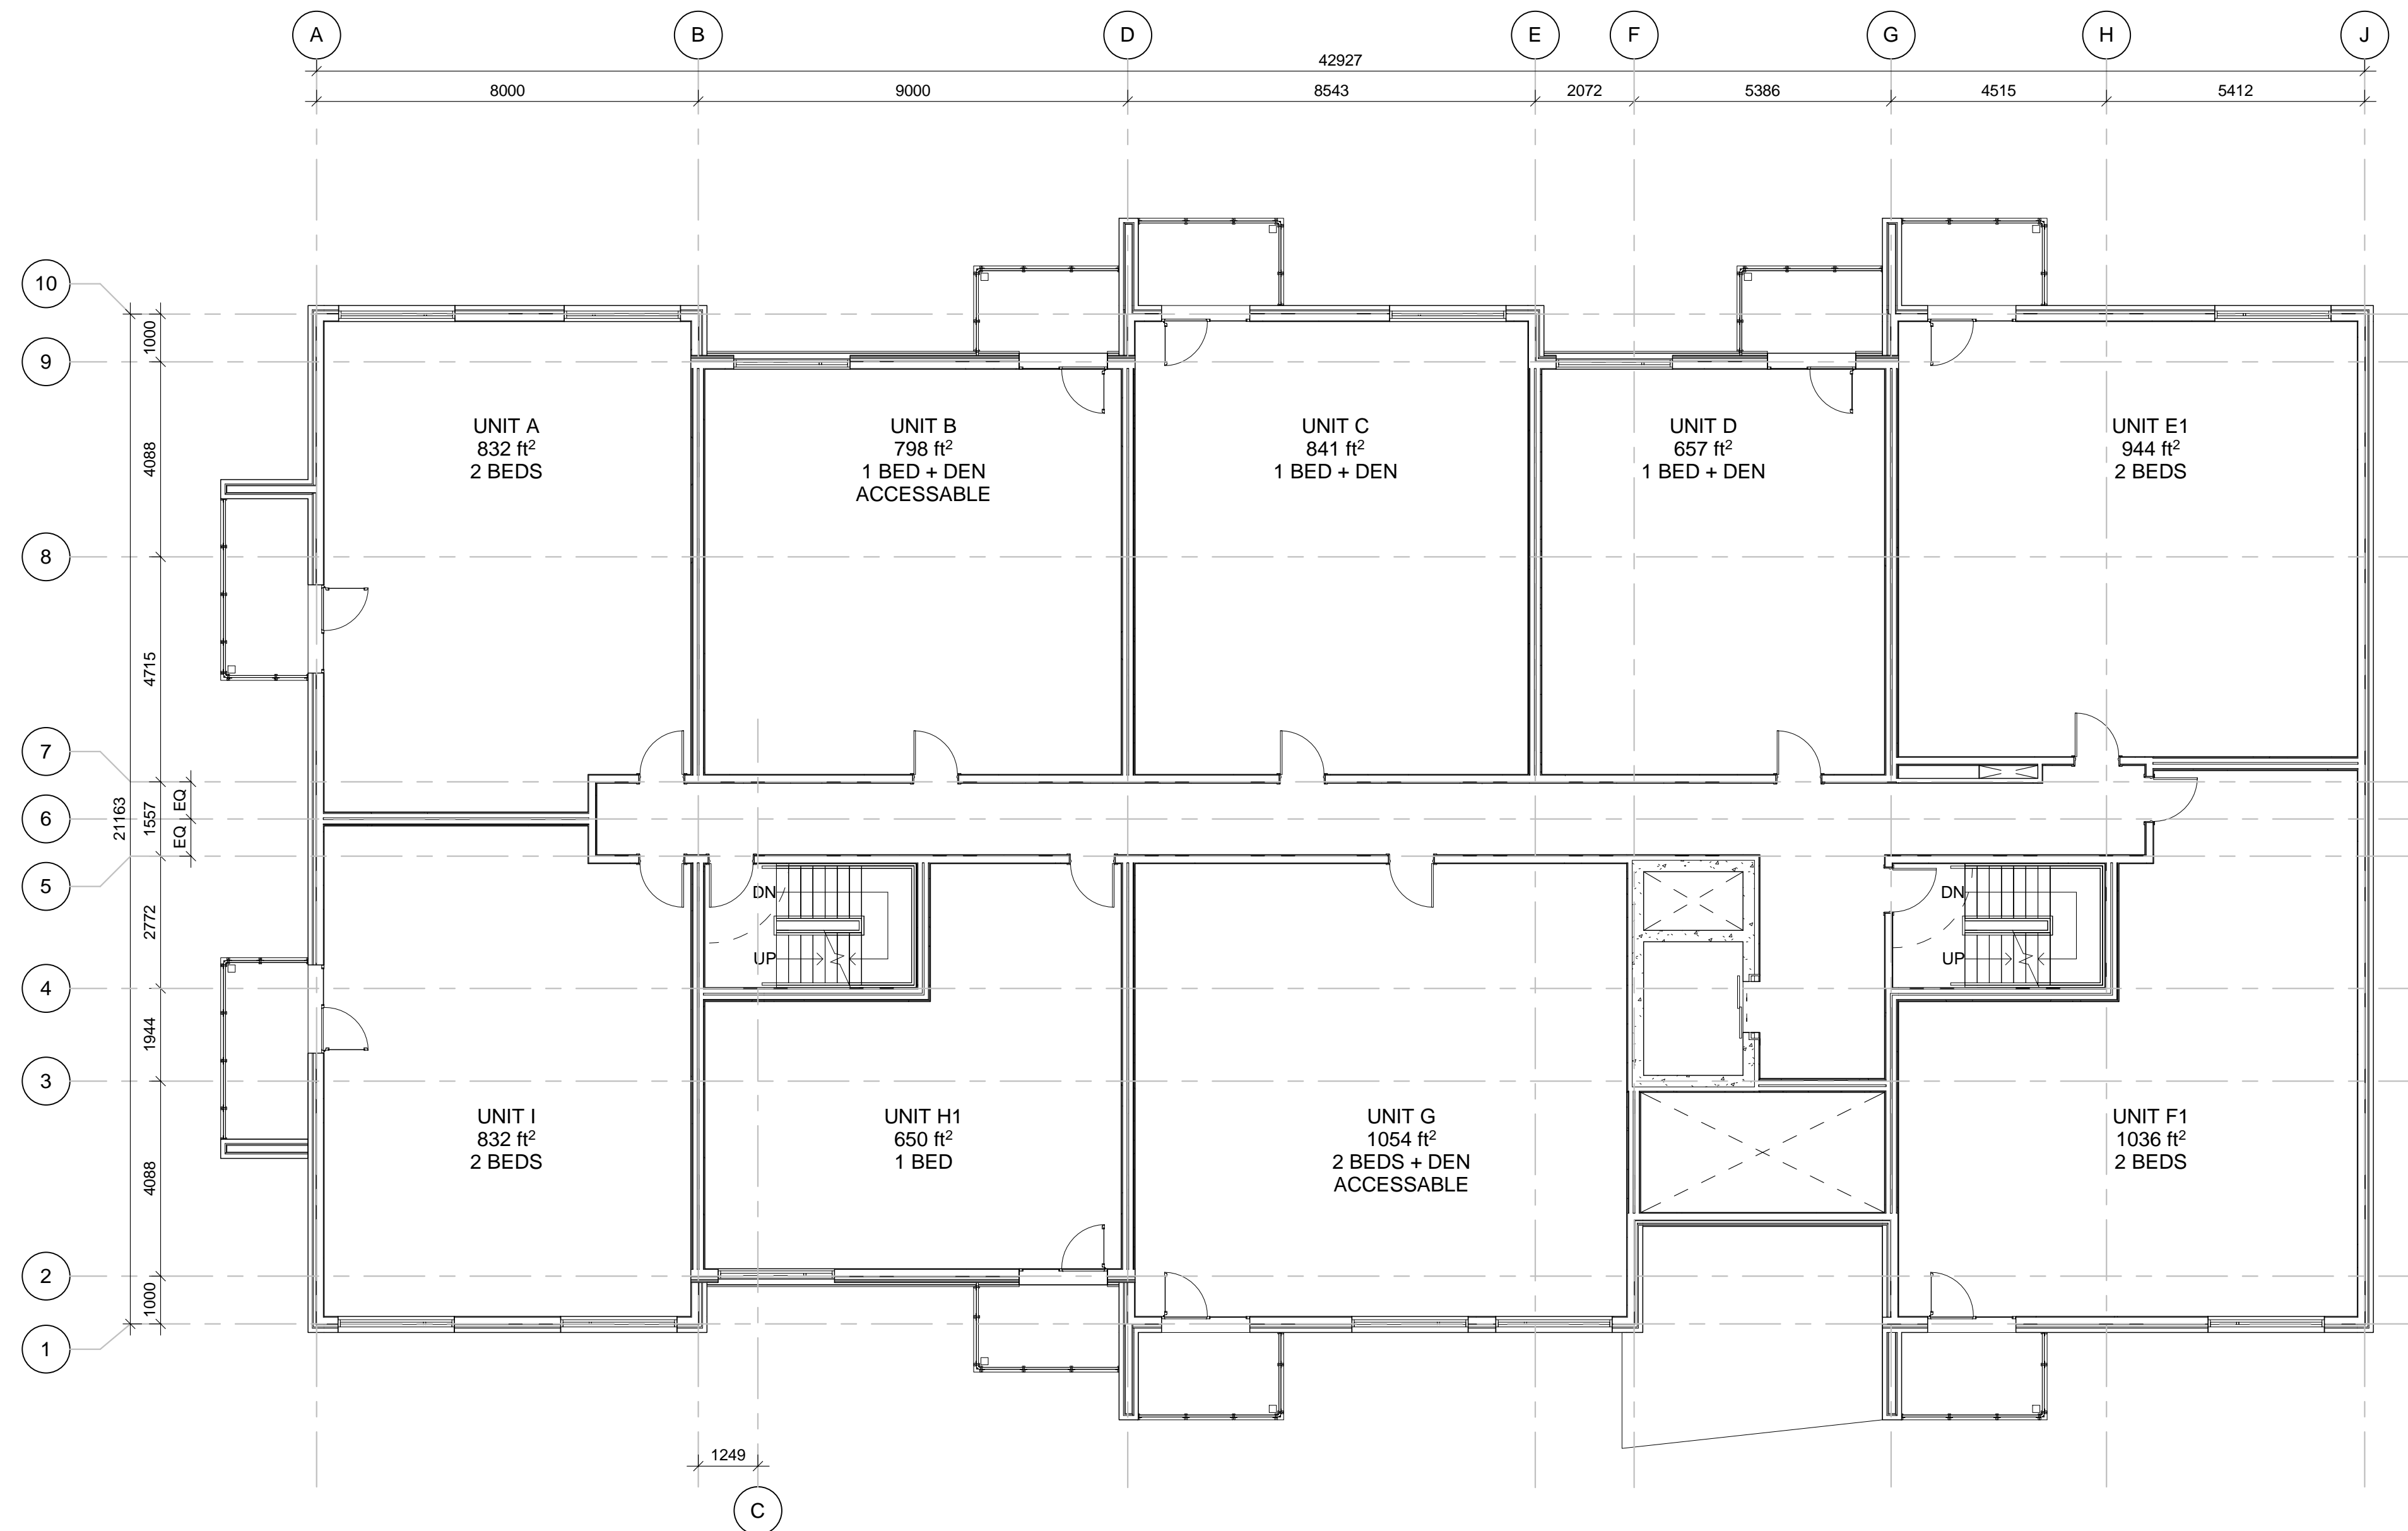 A B D E F G H J
42927
8000 9000 8543 2072 5386 4515 5412
10
9
8
7
6
5
4
3
2
1
1000
4088
4715
1557
2772
1944
4088
1000
21163
EQ
EQ
UNIT A
832 ft²
2 BEDS
UNIT B
798 ft²
1 BED + DEN
ACCESSABLE
UNIT C
841 ft²
1 BED + DEN
UNIT D
657 ft²
1 BED + DEN
UNIT E1
944 ft²
2 BEDS
DN
UP
DN
UP
UNIT I
832 ft²
2 BEDS
UNIT H1
650 ft²
1 BED
UNIT G
1054 ft²
2 BEDS + DEN
ACCESSABLE
UNIT F1
1036 ft²
2 BEDS
1249
C